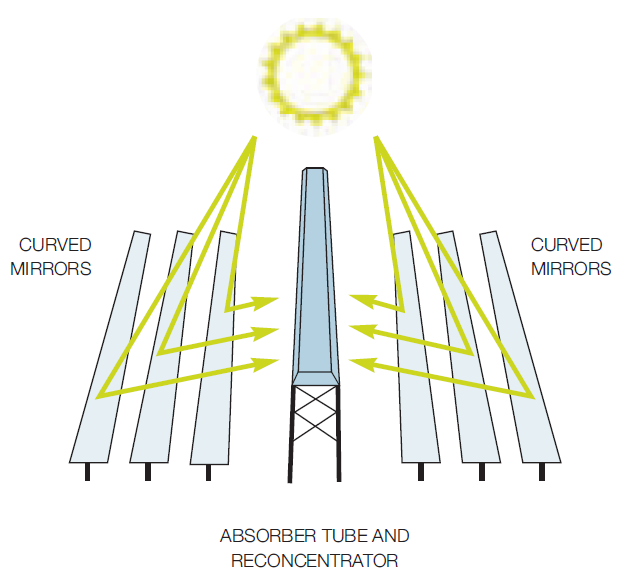 CURVED
MIRRORS
CURVED
MIRRORS
ABSORBER TUBE AND
RECONCENTRATOR